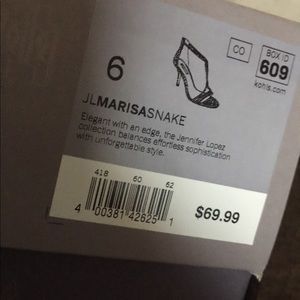 6
CO
BOX ID
609
kohls.com
JLMARISASNAKE
Elegant with an edge, the Jennifer Lopez
collection balances effortless sophistication
with unforgettable style.
418 60 62
4 00381 42625 1
$69.99